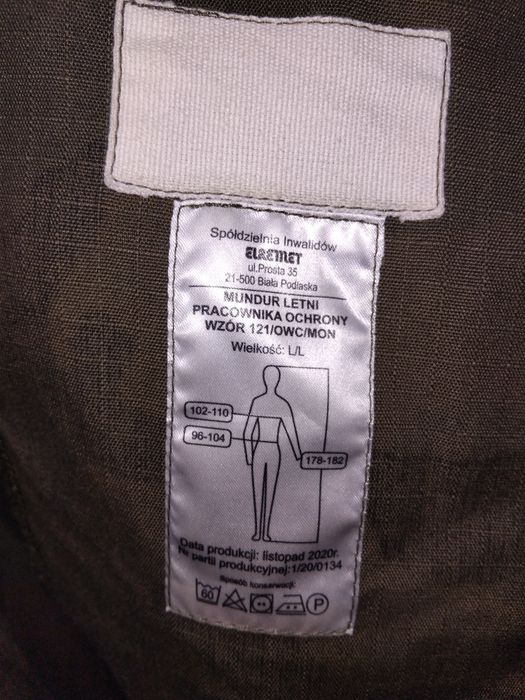 Spółdzielnia Inwalidów
ELREMET
ul.Prosta 35
21-500 Biała Podlaska
MUNDUR LETNI
PRACOWNIKA OCHRONY
WZÓR 121/OWC/MON
Wielkość: L/L
102-110
96-104
178-182
Data produkcji: listopad 2020r.
Nr partii produkcyjnej:1/20/0134
Sposób konserwacji:
60 P